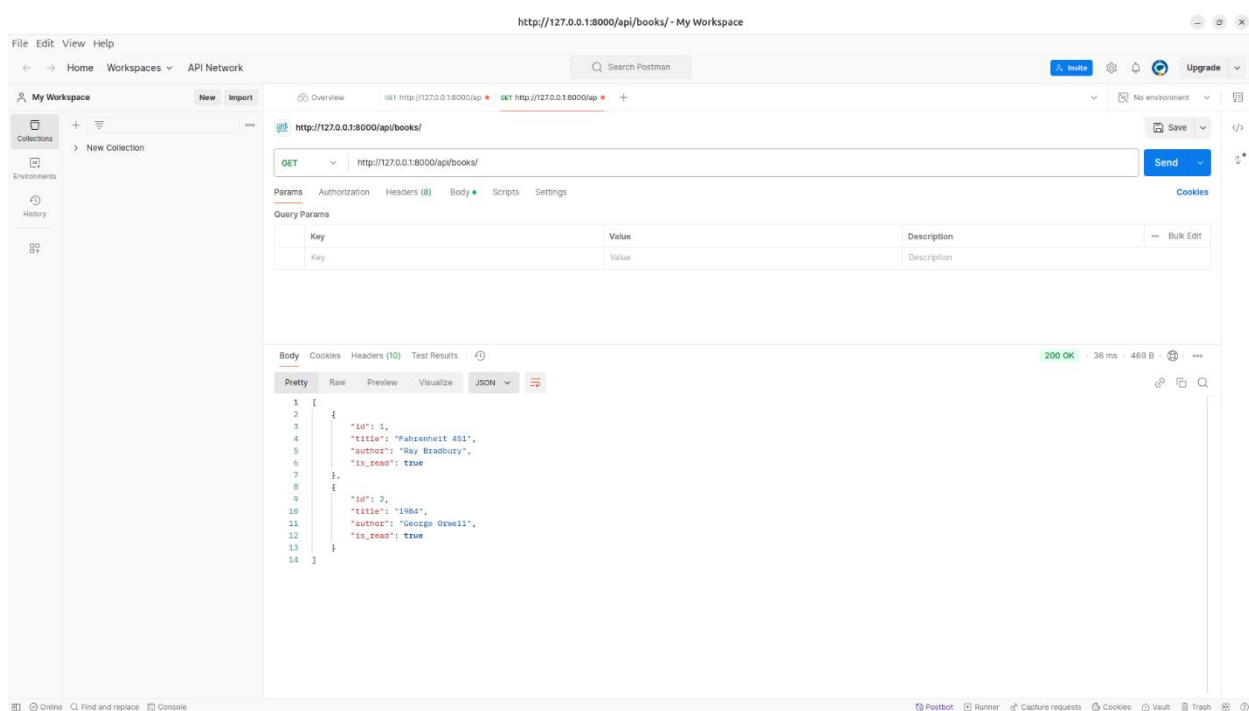 http://127.0.0.1:8000/api/books/ - My Workspace
File Edit View Help
Home Workspaces API Network Search Postman Invite Upgrade
My Workspace New Import Overview GET http://127.0.0.1:8000/ap GET http://127.0.0.1:8000/ap No environment
Collections
New Collection
Environments
History
http://127.0.0.1:8000/api/books/ Save
GET http://127.0.0.1:8000/api/books/ Send
Params Authorization Headers (8) Body Scripts Settings Cookies
Query Params
Key Value Description Bulk Edit
Key Value Description
Body Cookies Headers (10) Test Results 200 OK 36 ms 469 B
Pretty Raw Preview Visualize JSON
1 [
2 {
3 "id": 1,
4 "title": "Fahrenheit 451",
5 "author": "Ray Bradbury",
6 "is_read": true
7 },
8 {
9 "id": 2,
10 "title": "1984",
11 "author": "George Orwell",
12 "is_read": true
13 }
14 ]
Online Find and replace Console Postbot Runner Capture requests Cookies Vault Trash